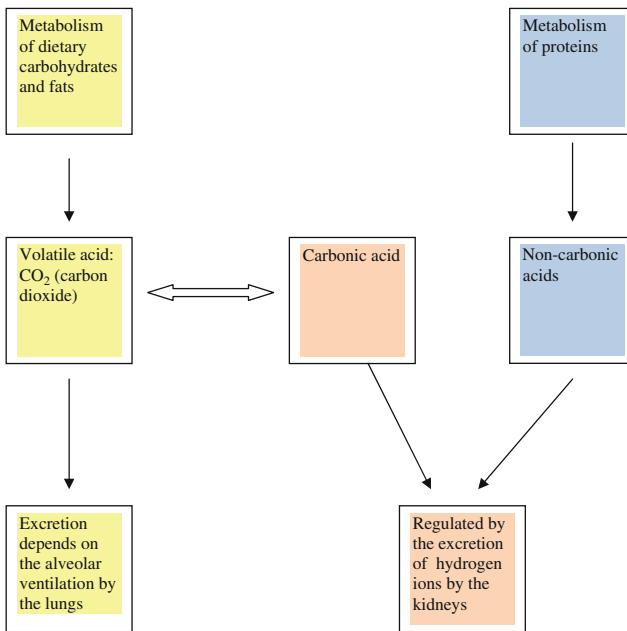 Metabolism
of dietary
carbohydrates
and fats
Metabolism
of proteins
Volatile acid:
CO₂ (carbon
dioxide)
Carbonic acid
Non-carbonic
acids
Excretion
depends on
the alveolar
ventilation by
the lungs
Regulated by
the excretion
of hydrogen
ions by the
kidneys